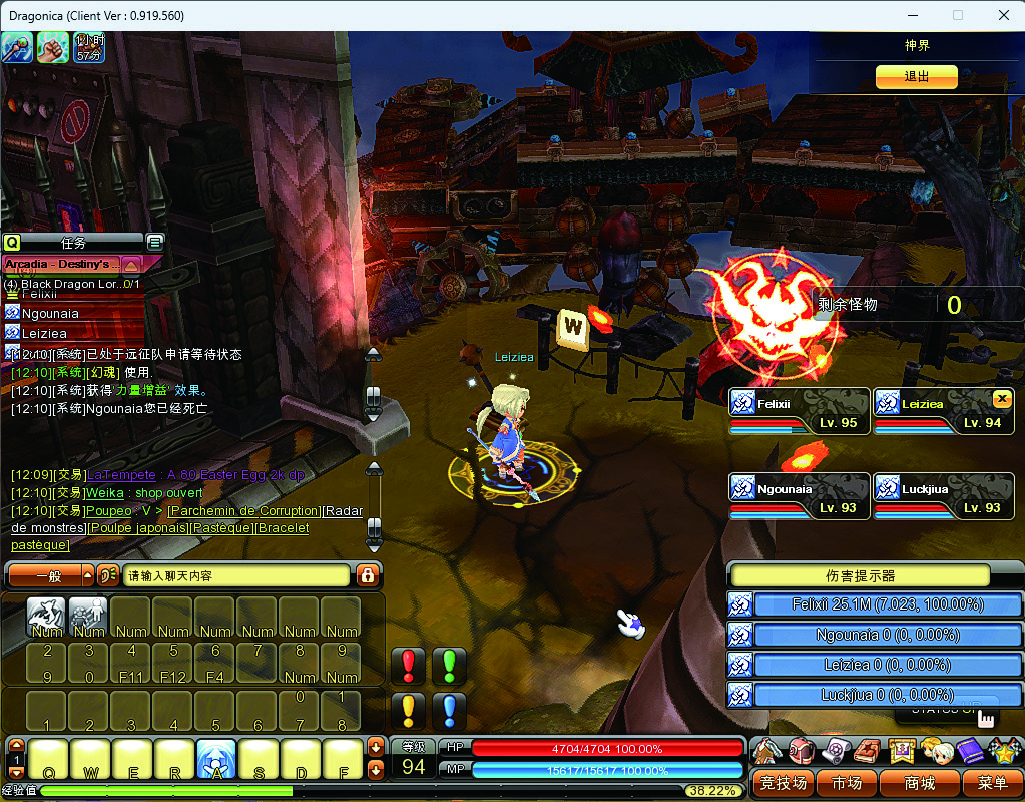 Dragonica (Client Ver : 0.919.560)
1小时
57分
神界
退出
Q 任务
Arcadia - Destiny's ...
(4) Black Dragon Lor...0/1
Felixii
Ngounaia
Leiziea
[12:10][系统]已处于远征队申请等待状态
[12:10][系统][幻魂] 使用.
[12:10][系统]获得'力量增益' 效果。
[12:10][系统]Ngounaia您已经死亡
[12:09][交易]LaTempete : A 60 Easter Egg 2k dp
[12:10][交易]Weika : shop ouvert
[12:10][交易]Poupeo : V > [Parchemin de Corruption][Radar
de monstres][Poulpe japonais][Pastèque][Bracelet
pastèque]
一般
请输入聊天内容
W
Leiziea
剩余怪物 0
Felixii
Lv. 95
Leiziea
Lv. 94
Ngounaia
Lv. 93
Luckjiua
Lv. 93
伤害提示器
Felixii 25.1M (7.023, 100.00%)
Ngounaia 0 (0, 0.00%)
Leiziea 0 (0, 0.00%)
Luckjiua 0 (0, 0.00%)
STATUS UP
Num Num Num Num Num Num Num Num
2 3 4 5 6 7 8 9
9 0 F11 F12 F4 Num Num
0 1
1 2 3 4 5 6 7 8
1
Q W E R A S D F
等级
94
HP 4704/4704 100.00%
MP 15617/15617 100.00%
经验值 38.22%
竞技场 市场 商城 菜单